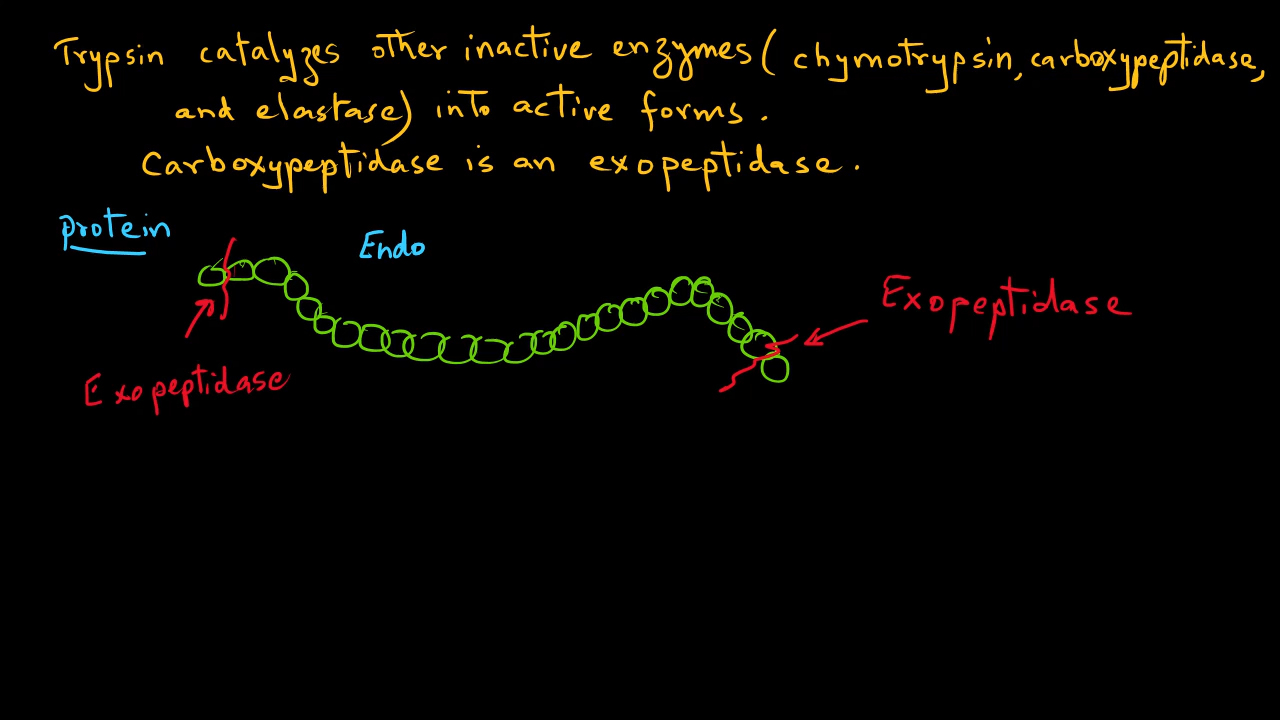 Trypsin catalyzes other inactive enzymes ( chymotrypsin, carboxypeptidase,
and elastase) into active forms.
Carboxypeptidase is an exopeptidase.
protein
Endo
Exopeptidase
Exopeptidase